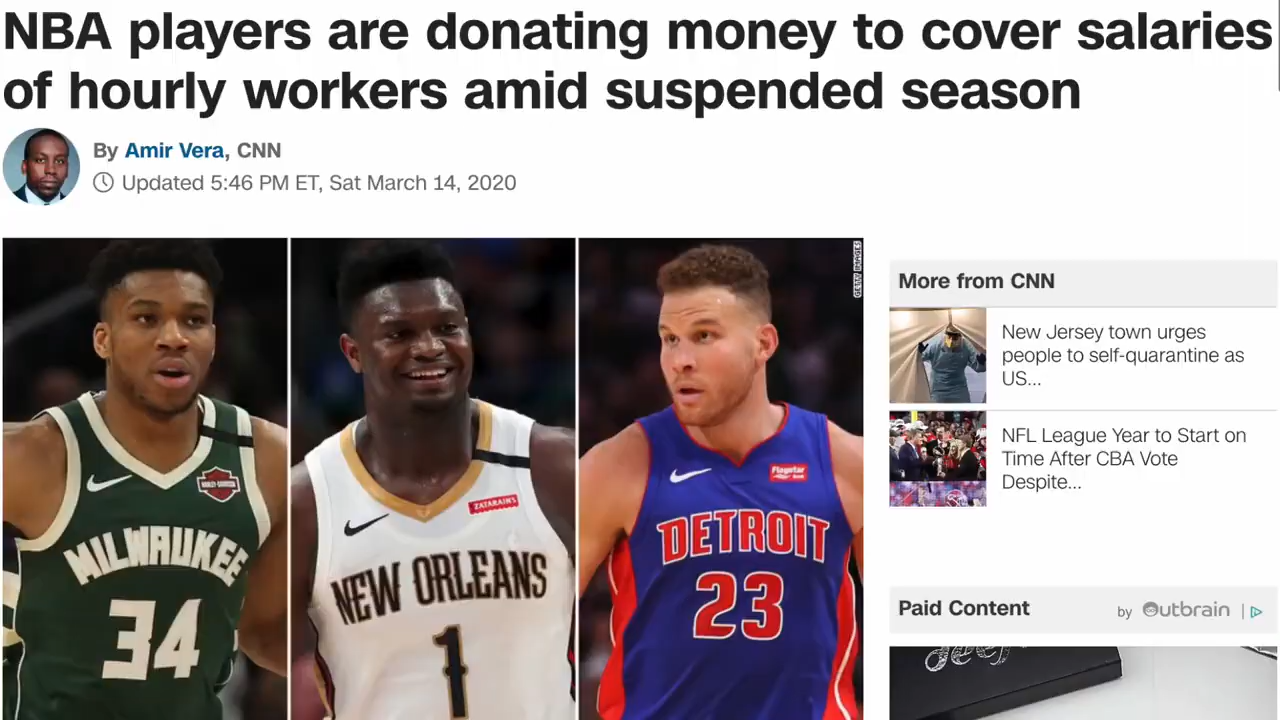 NBA players are donating money to cover salaries
of hourly workers amid suspended season
By Amir Vera, CNN
Updated 5:46 PM ET, Sat March 14, 2020
GETTY IMAGES
HARLEY-DAVIDSON
MILWAUKEE
34
ZATARAIN'S
NEW ORLEANS
1
Flagstar
Bank
DETROIT
23
More from CNN
New Jersey town urges
people to self-quarantine as
US...
NFL League Year to Start on
Time After CBA Vote
Despite...
Paid Content
by Outbrain